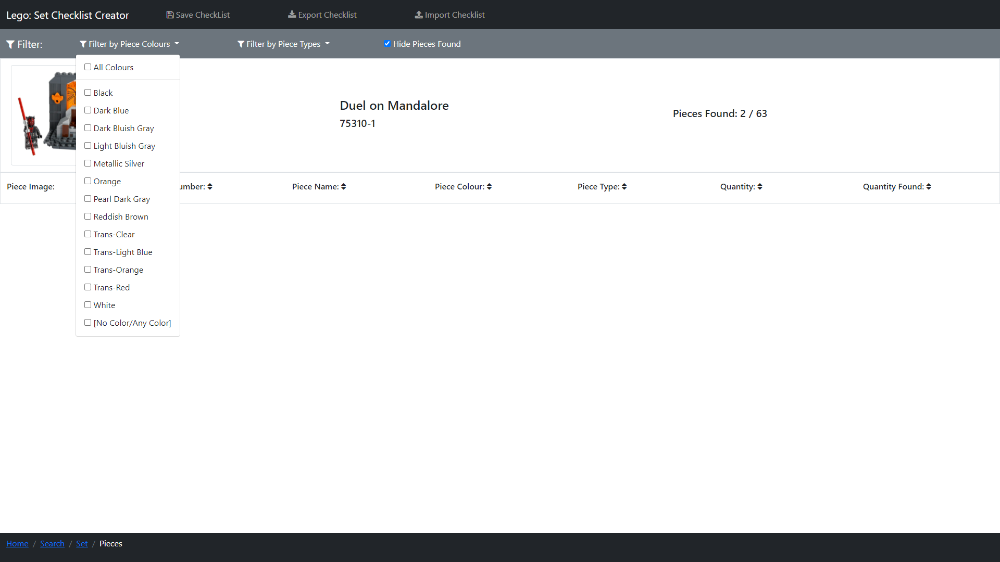 Lego: Set Checklist Creator Save CheckList Export Checklist Import Checklist
Filter: Filter by Piece Colours Filter by Piece Types Hide Pieces Found
All Colours
Black
Dark Blue
Dark Bluish Gray
Light Bluish Gray
Metallic Silver
Orange
Pearl Dark Gray
Reddish Brown
Trans-Clear
Trans-Light Blue
Trans-Orange
Trans-Red
White
[No Color/Any Color]
Duel on Mandalore
75310-1
Pieces Found: 2 / 63
Piece Image: umber: Piece Name: Piece Colour: Piece Type: Quantity: Quantity Found:
Home / Search / Set / Pieces